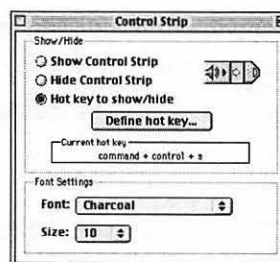 Control Strip
Show/Hide
Show Control Strip
Hide Control Strip
Hot key to show/hide
Define hot key...
Current hot key
command + control + s
Font Settings
Font: Charcoal
Size: 10